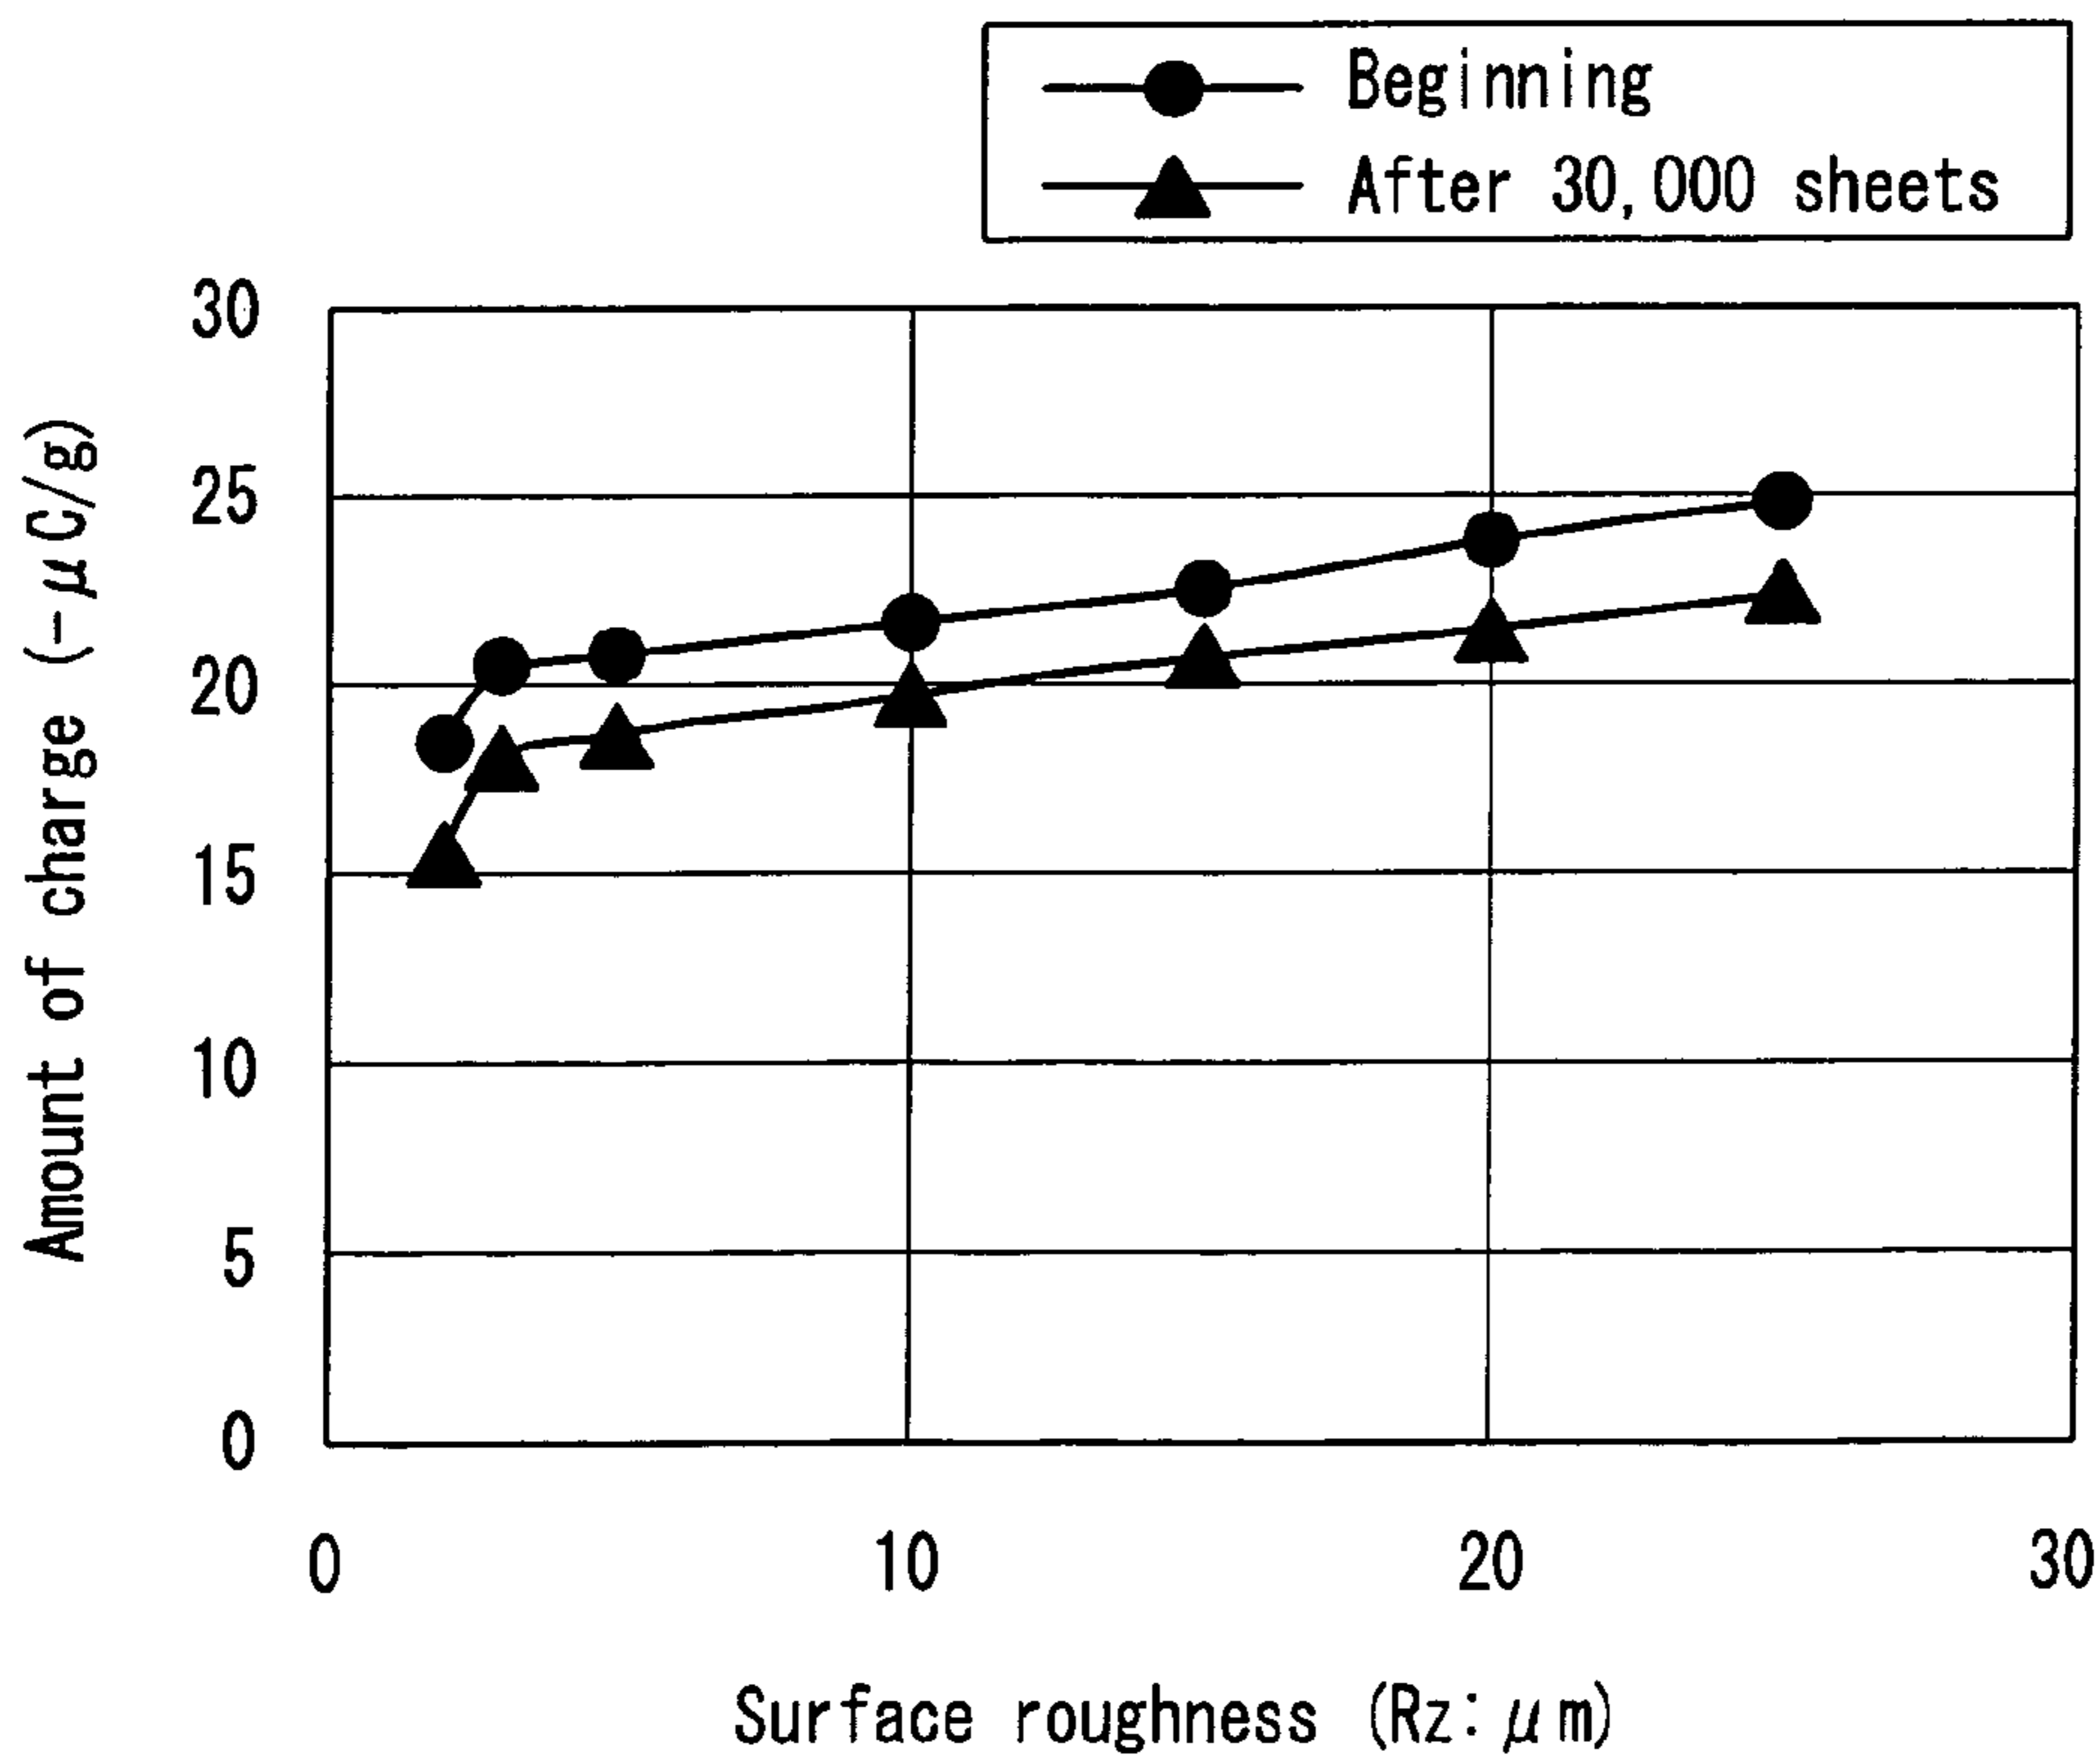 Beginning
After 30,000 sheets
30
25
20
15
10
5
0
Amount of charge (-μC/g)
0 10 20 30
Surface roughness (Rz:μm)